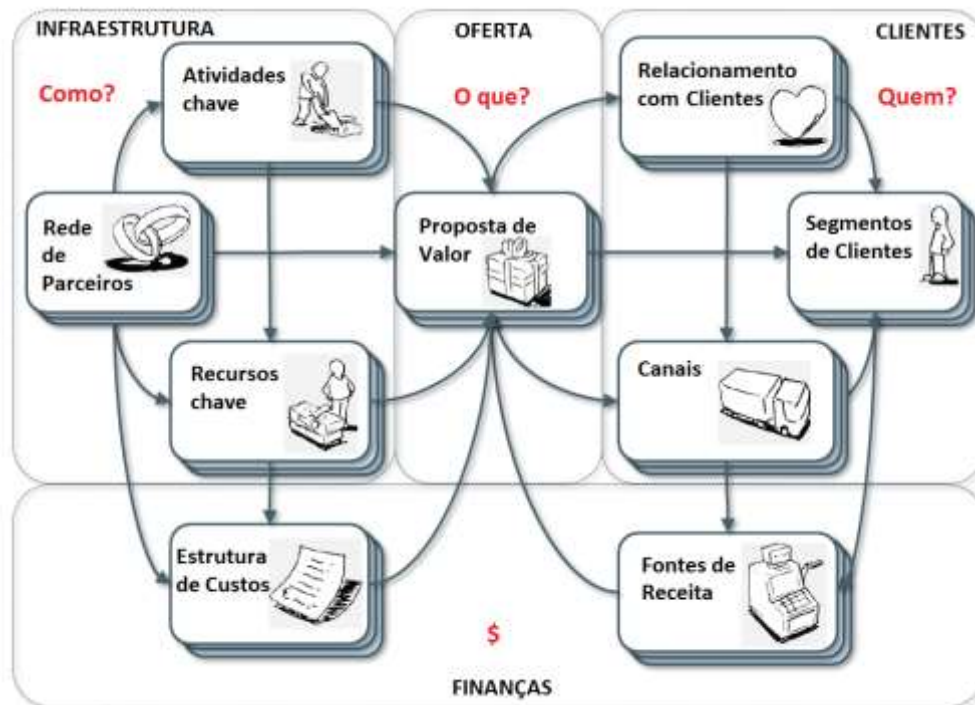 INFRAESTRUTURA
OFERTA
CLIENTES
Como?
Atividades
chave
O que?
Relacionamento
com Clientes
Quem?
Rede
de
Parceiros
Proposta de
Valor
Segmentos
de Clientes
Recursos
chave
Canais
Estrutura
de Custos
Fontes de
Receita
$
FINANÇAS